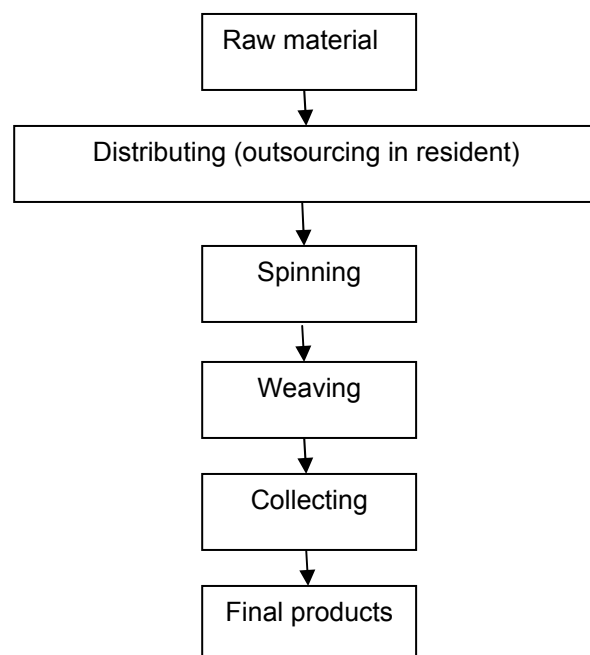 Raw material
Distributing (outsourcing in resident)
Spinning
Weaving
Collecting
Final products